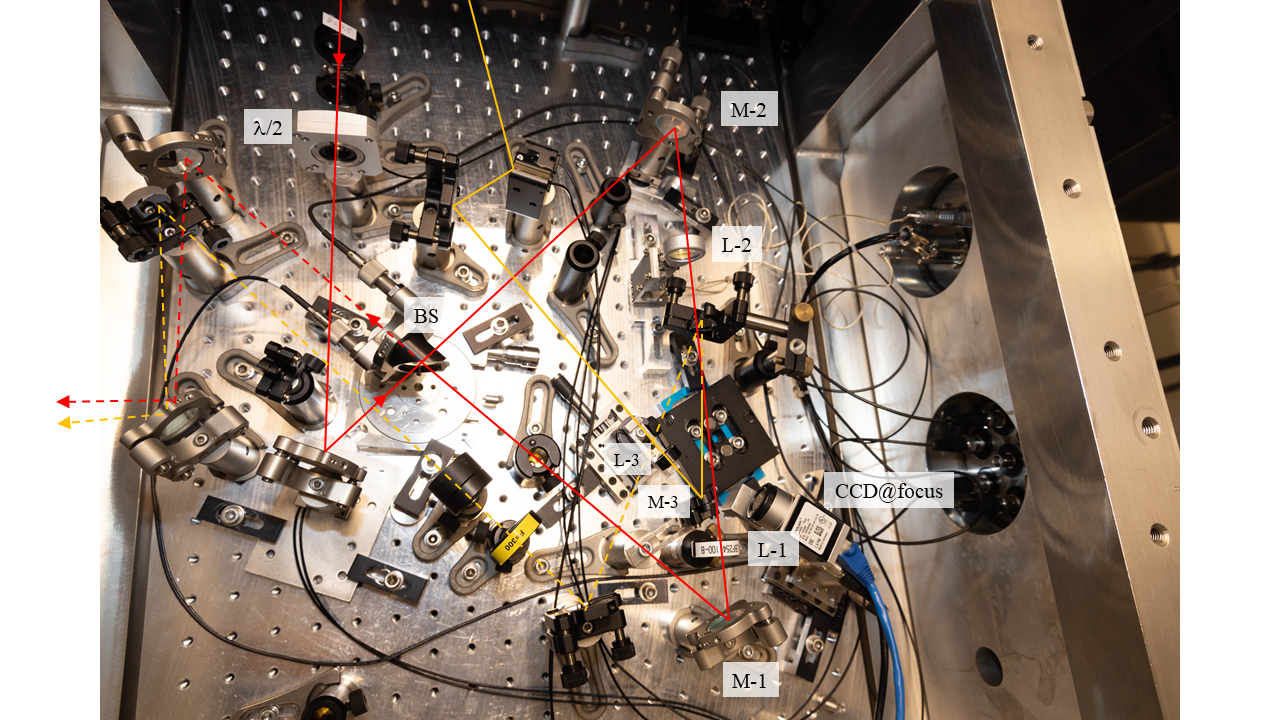 λ/2
M-2
L-2
BS
L-3
M-3
CCD@focus
F=300
L-1
M-1